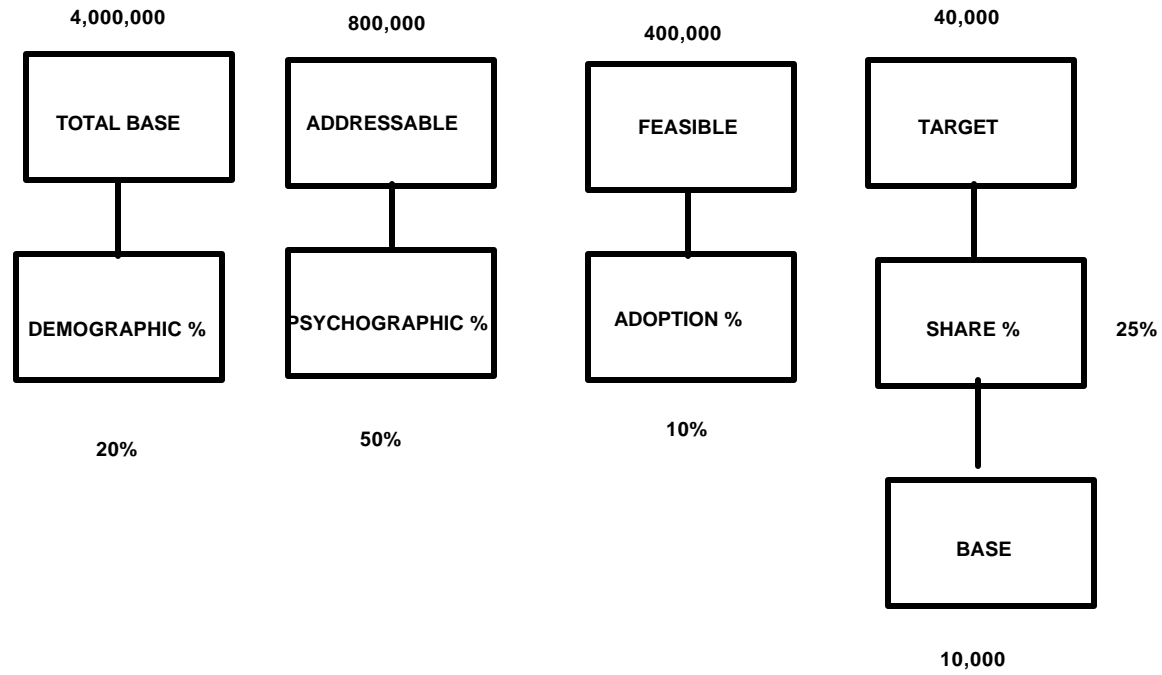 4,000,000
800,000
400,000
40,000
TOTAL BASE
ADDRESSABLE
FEASIBLE
TARGET
DEMOGRAPHIC %
PSYCHOGRAPHIC %
ADOPTION %
SHARE %
25%
20%
50%
10%
BASE
10,000